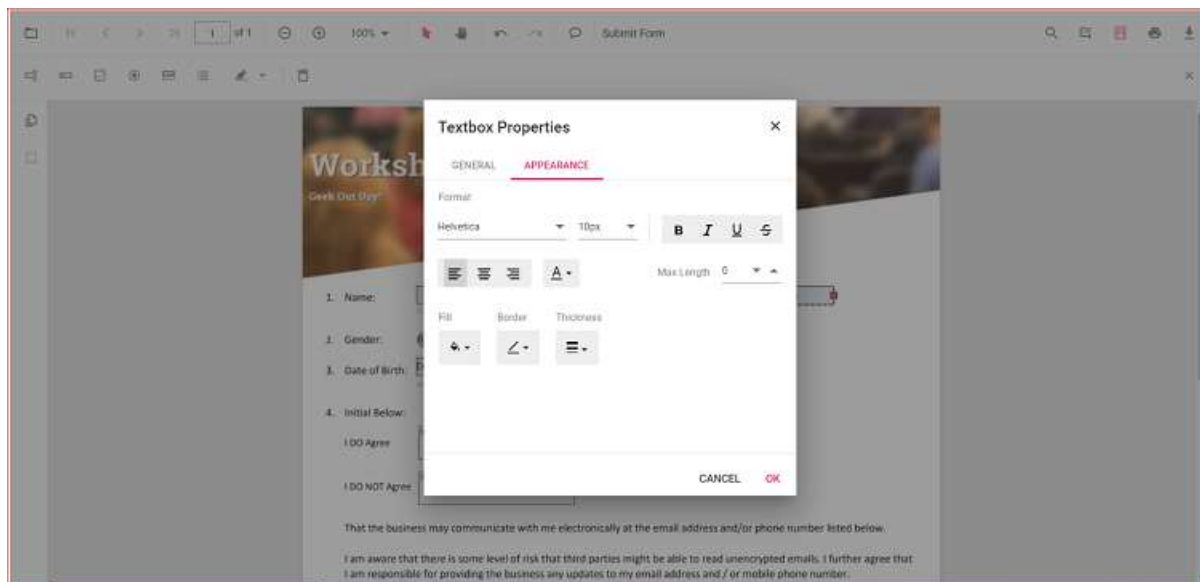 1 of 1 100% Submit Form
Textbox Properties
GENERAL APPEARANCE
Worksh
Geek Out Day!
Format
Helvetica 10px B I U S
A Max Length 0
1. Name:
Fill Border Thickness
Gender:
3. Date of Birth:
4. Initial Below:
I DO Agree
I DO NOT Agree
CANCEL OK
That the business may communicate with me electronically at the email address and/or phone number listed below.
I am aware that there is some level of risk that third parties might be able to read unencrypted emails. I further agree that
I am responsible for providing the business any updates to my email address and / or mobile phone number.